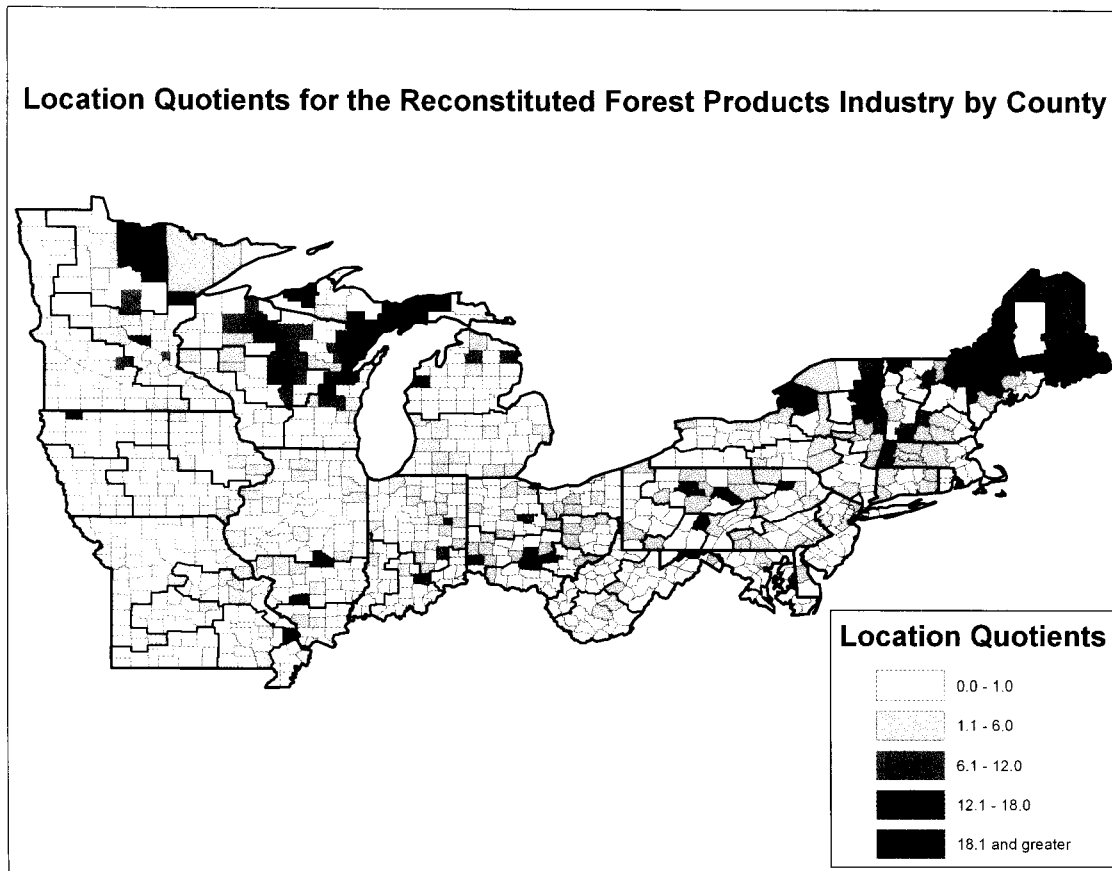 Location Quotients for the Reconstituted Forest Products Industry by County
Location Quotients
0.0 - 1.0
1.1 - 6.0
6.1 - 12.0
12.1 - 18.0
18.1 and greater